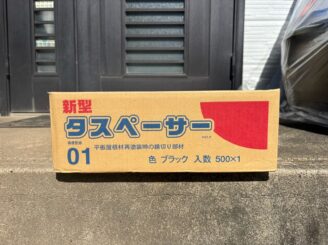 新型
タスペーサー
01
平板屋根材再塗装時の縁切り部材
色 ブラック 入数 500×1